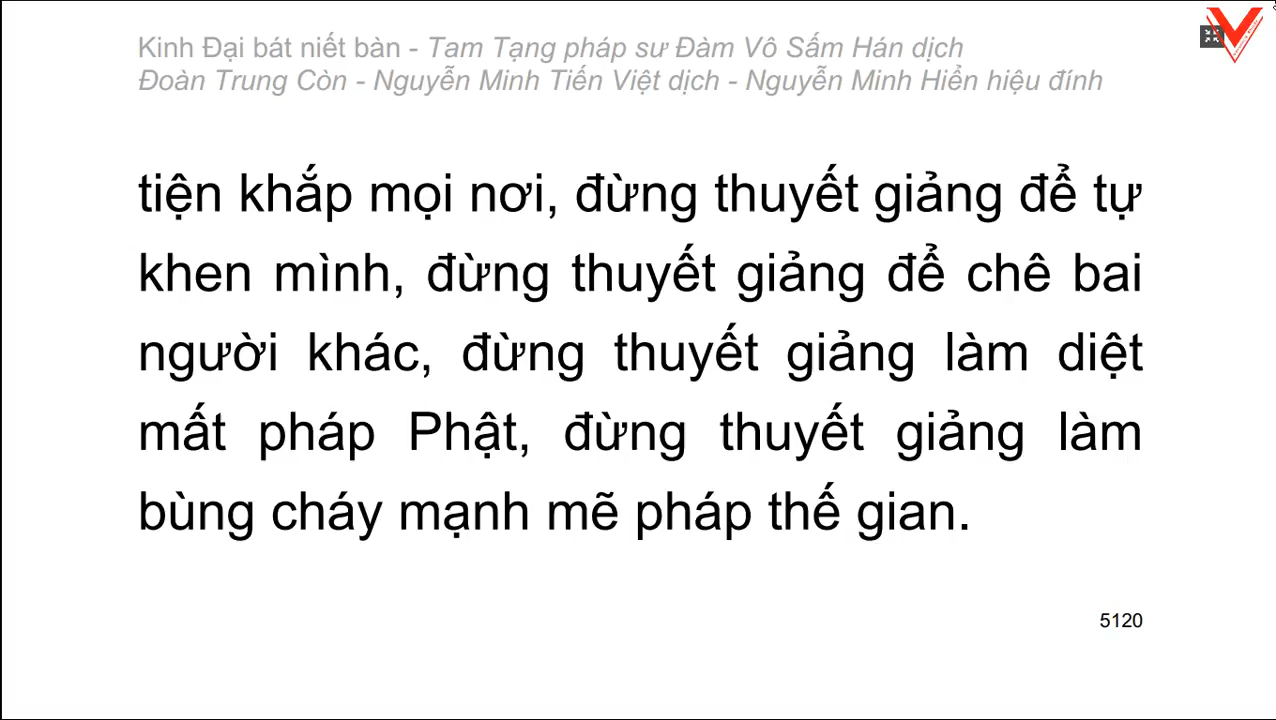 Kinh Đại bát niết bàn - Tam Tạng pháp sư Đàm Vô Sấm Hán dịch
Đoàn Trung Còn - Nguyễn Minh Tiến Việt dịch - Nguyễn Minh Hiển hiệu đính
tiện khắp mọi nơi, đừng thuyết giảng để tự
khen mình, đừng thuyết giảng để chê bai
người khác, đừng thuyết giảng làm diệt
mất pháp Phật, đừng thuyết giảng làm
bùng cháy mạnh mẽ pháp thế gian.
5120